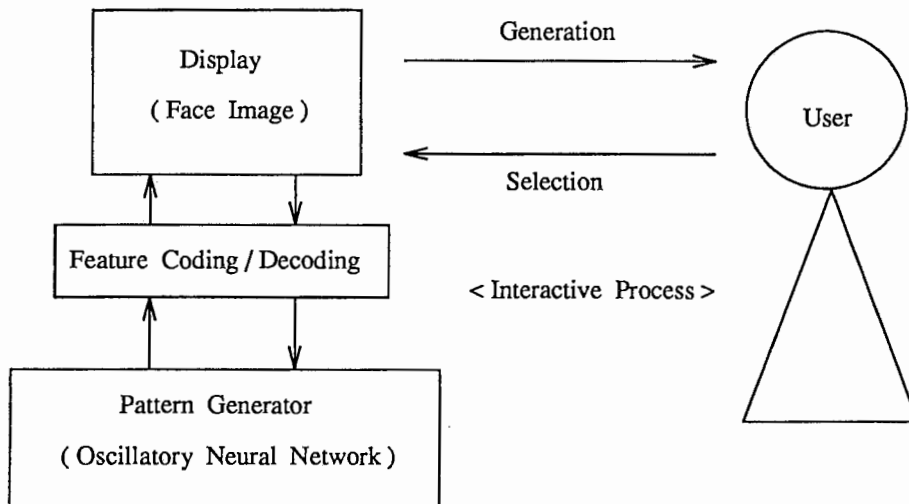 Display
( Face Image )
Generation
User
Selection
Feature Coding / Decoding
< Interactive Process >
Pattern Generator
( Oscillatory Neural Network )